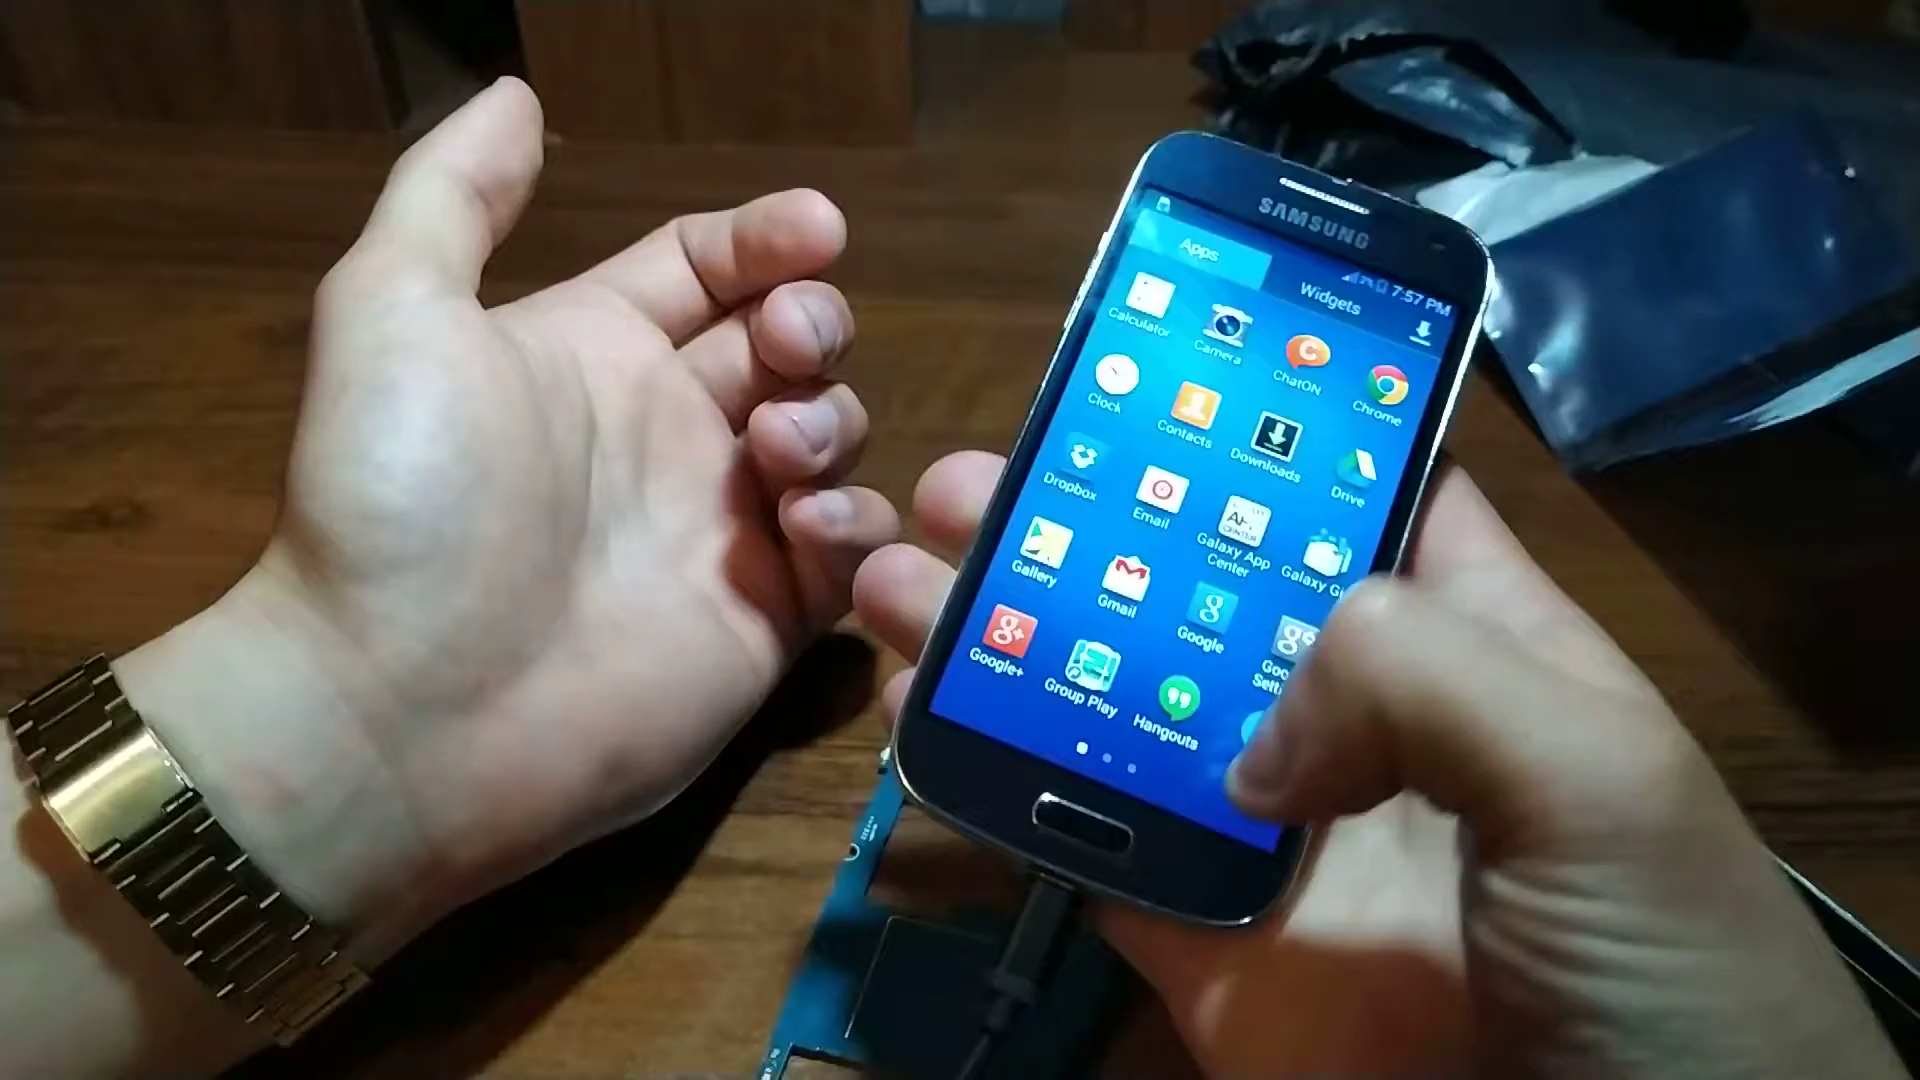 SAMSUNG
7:57 PM
Apps
Widgets
Calculator
Camera
ChatON
Chrome
Clock
Contacts
Downloads
Drive
Dropbox
Email
Galaxy App
Center
Galaxy
Gallery
Gmail
Google
Google+
Group Play
Hangouts